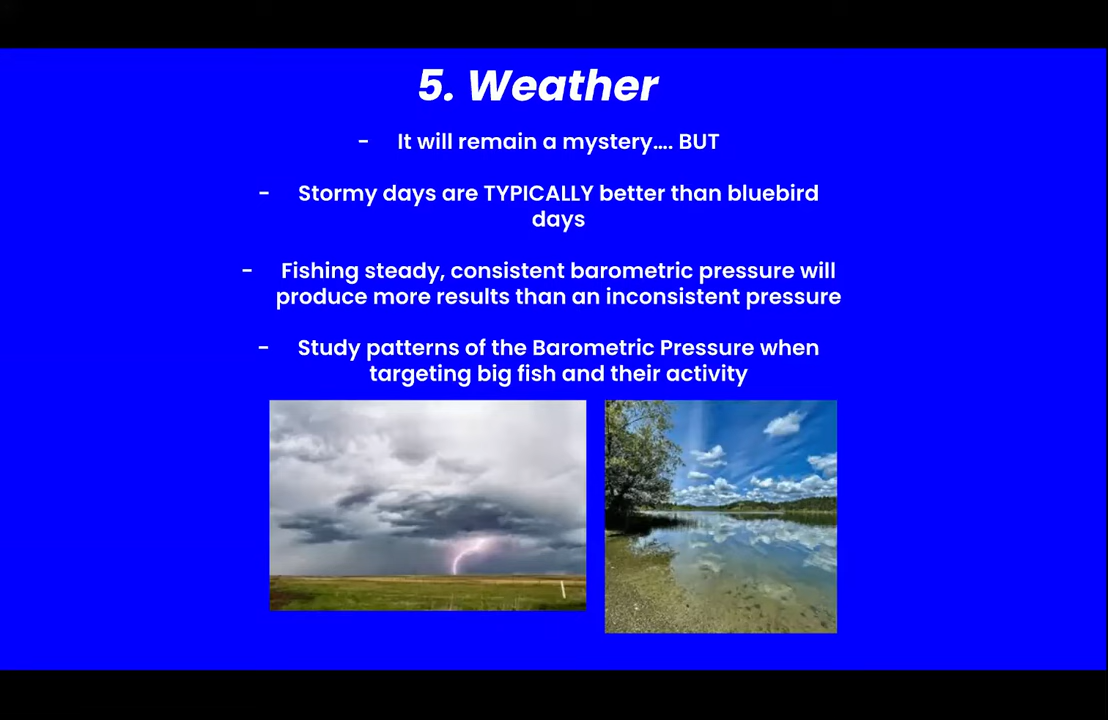 5. Weather
- It will remain a mystery.... BUT
- Stormy days are TYPICALLY better than bluebird
days
- Fishing steady, consistent barometric pressure will
produce more results than an inconsistent pressure
- Study patterns of the Barometric Pressure when
targeting big fish and their activity